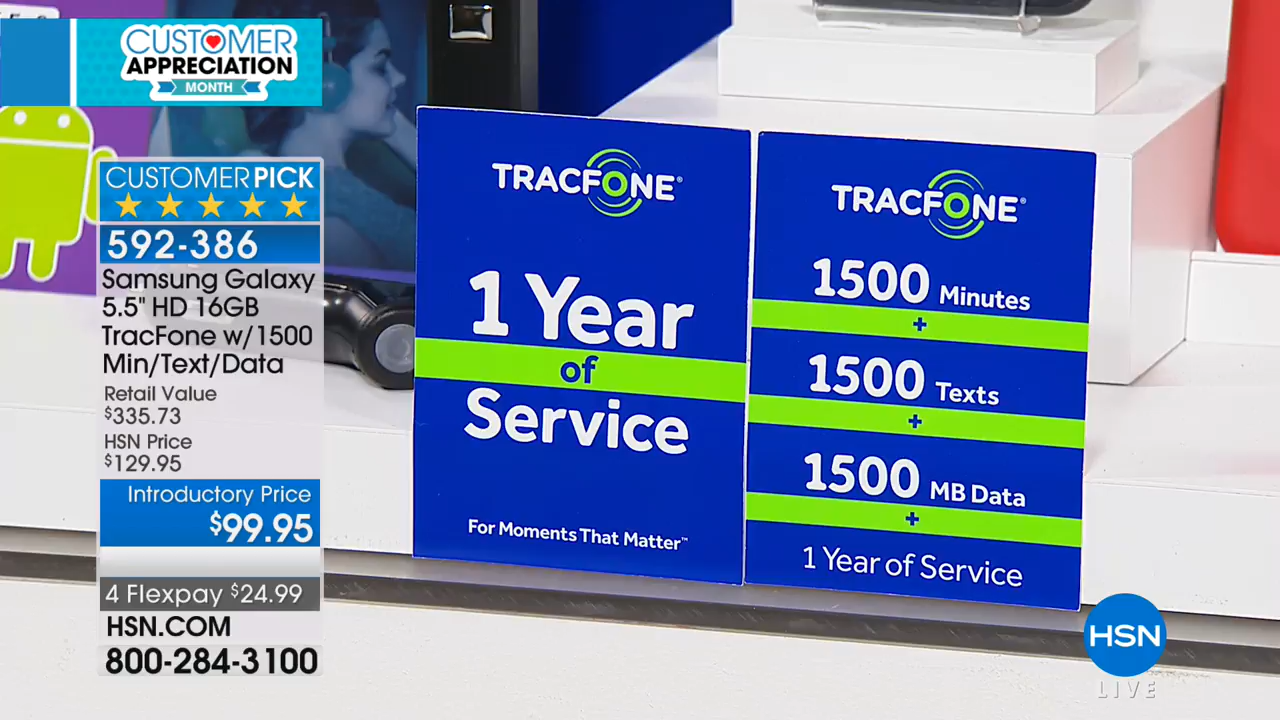 CUSTOMER
APPRECIATION
MONTH
CUSTOMER PICK
592-386
Samsung Galaxy
5.5" HD 16GB
TracFone w/1500
Min/Text/Data
Retail Value
$335.73
HSN Price
$129.95
Introductory Price
$99.95
4 Flexpay $24.99
HSN.COM
800-284-3100
TRACFONE®
1 Year
of
Service
For Moments That Matter™
TRACFONE®
1500 Minutes
+
1500 Texts
+
1500 MB Data
+
1 Year of Service
HSN
LIVE